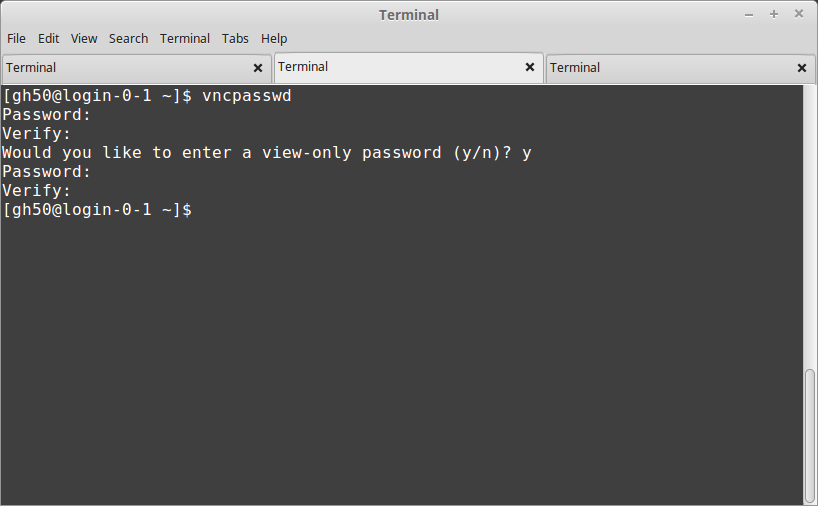 Terminal
File Edit View Search Terminal Tabs Help
Terminal Terminal Terminal
[gh50@login-0-1 ~]$ vncpasswd
Password:
Verify:
Would you like to enter a view-only password (y/n)? y
Password:
Verify:
[gh50@login-0-1 ~]$